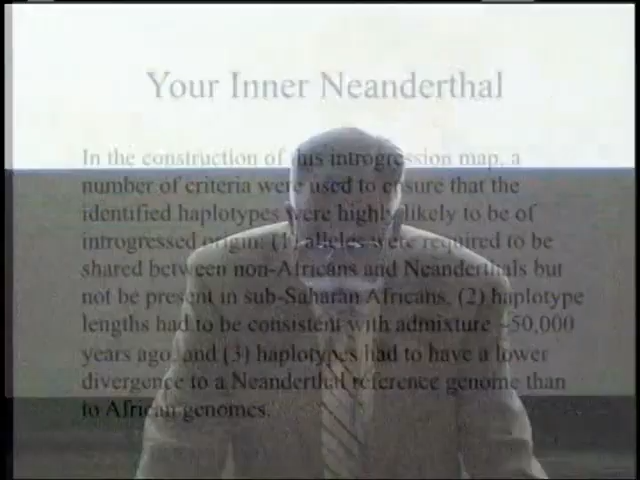 Your Inner Neanderthal
In the construction of this introgression map, a
number of criteria were used to ensure that the
identified haplotypes were highly likely to be of
introgressed origin: (1) alleles were required to be
shared between non-Africans and Neanderthals but
not be present in sub-Saharan Africans, (2) haplotype
lengths had to be consistent with admixture ~50,000
years ago, and (3) haplotypes had to have a lower
divergence to a Neanderthal reference genome than
to African genomes.